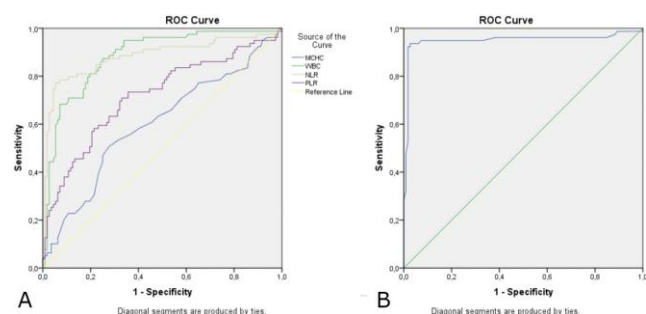 ROC Curve
Source of the
Curve
MCHC
WBC
NLR
PLR
Reference Line
1,0
0,8
0,6
0,4
0,2
0,0
Sensitivity
0,0 0,2 0,4 0,6 0,8 1,0
1 - Specificity
A
Diagonal segments are produced by ties.
ROC Curve
1,0
0,8
0,6
0,4
0,2
0,0
Sensitivity
0,0 0,2 0,4 0,6 0,8 1,0
1 - Specificity
B
Diagonal segments are produced by ties.